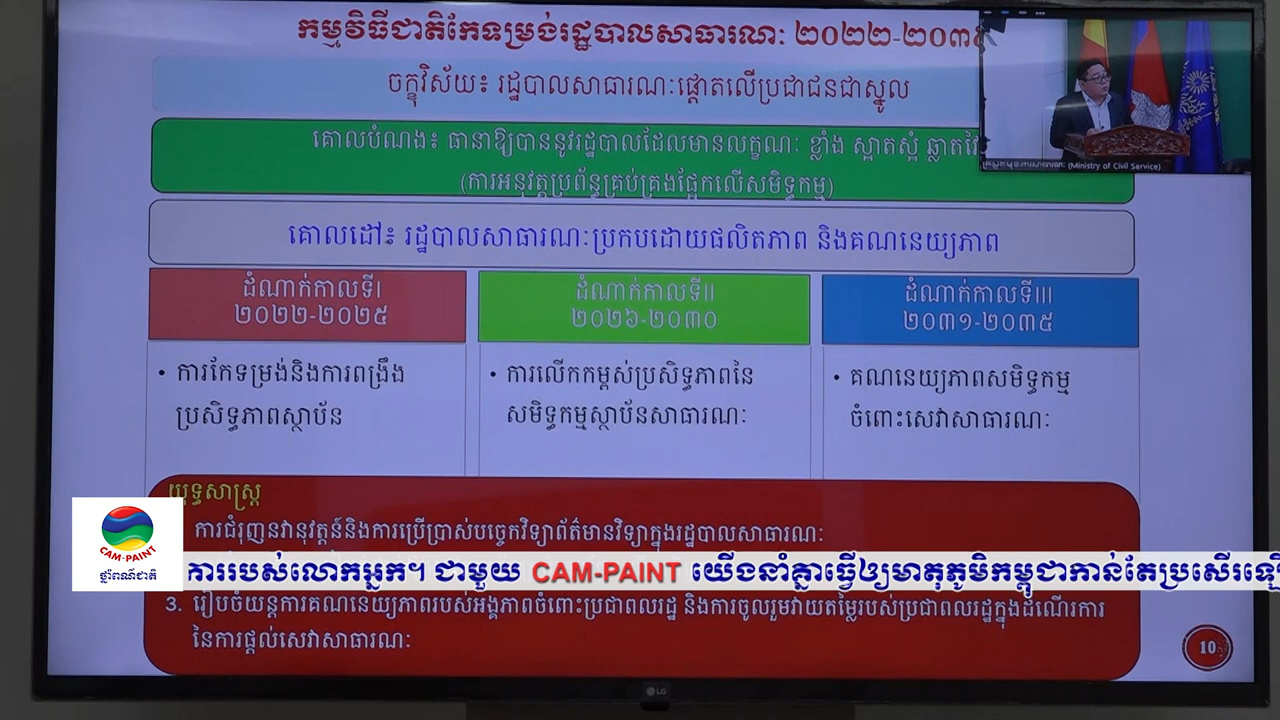 កម្មវិធីជាតិកែទម្រង់រដ្ឋបាលសាធារណៈ ២០២២-២០៣៥
ចក្ខុវិស័យ៖ រដ្ឋបាលសាធារណៈផ្តោតលើប្រជាជនជាស្នូល
គោលបំណង៖ ធានាឱ្យបាននូវរដ្ឋបាលដែលមានលក្ខណៈ ខ្លាំង ស្អាតស្អំ
(ការអនុវត្តប្រព័ន្ធគ្រប់គ្រងផ្អែកលើសមិទ្ធកម្ម)
(Ministry of Civil Service)
គោលដៅ៖ រដ្ឋបាលសាធារណៈប្រកបដោយផលិតភាព និងគណនេយ្យភាព
ដំណាក់កាលទីI
២០២២-២០២៥
ដំណាក់កាលទីII
២០២៦-២០៣០
ដំណាក់កាលទីIII
២០៣១-២០៣៥
• ការកែទម្រង់និងការពង្រឹង
ប្រសិទ្ធភាពស្ថាប័ន
• ការលើកកម្ពស់ប្រសិទ្ធភាពនៃ
សមិទ្ធកម្មស្ថាប័នសាធារណៈ
• គណនេយ្យភាពសមិទ្ធកម្ម
ចំពោះសេវាសាធារណៈ
យុទ្ធសាស្ត្រ
ការជំរុញនវានុវត្តន៍និងការប្រើប្រាស់បច្ចេកវិទ្យាព័ត៌មានវិទ្យាក្នុងរដ្ឋបាលសាធារណៈ
CAM-PAINT
ថ្នាំពណ៌ជាតិ
ការរបស់លោកអ្នក។ ជាមួយ CAM-PAINT យើងនាំគ្នាធ្វើឲ្យមាតុភូមិកម្ពុជាកាន់តែប្រសើរឡើ
3. រៀបចំយន្តការគណនេយ្យភាពរបស់អង្គភាពចំពោះប្រជាពលរដ្ឋ និងការចូលរួមវាយតម្លៃរបស់ប្រជាពលរដ្ឋក្នុងដំណើរការ
នៃការផ្តល់សេវាសាធារណៈ
10
LG